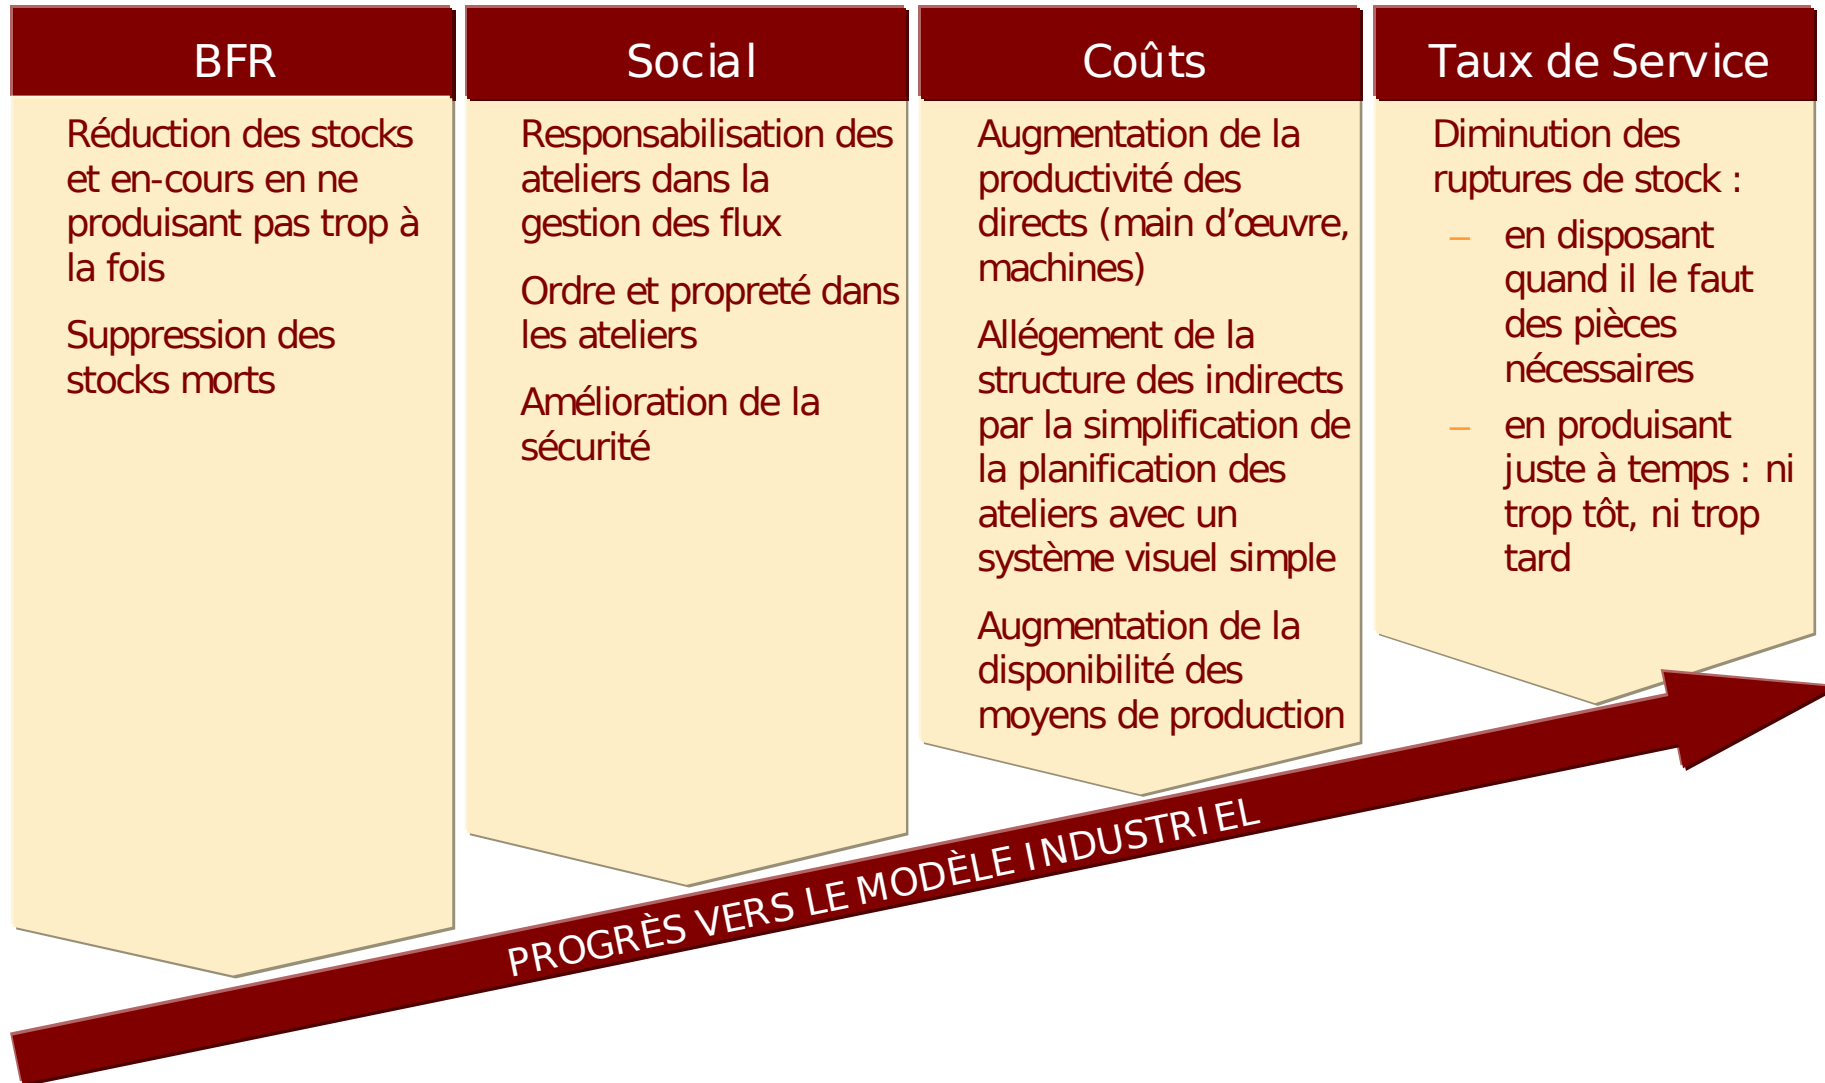 BFR
Réduction des stocks
et en-cours en ne
produisant pas trop à
la fois
Suppression des
stocks morts
Social
Responsabilisation des
ateliers dans la
gestion des flux
Ordre et propreté dans
les ateliers
Amélioration de la
sécurité
Coûts
Augmentation de la
productivité des
directs (main d’œuvre,
machines)
Allégement de la
structure des indirects
par la simplification de
la planification des
ateliers avec un
système visuel simple
Augmentation de la
disponibilité des
moyens de production
Taux de Service
Diminution des
ruptures de stock :
– en disposant
quand il le faut
des pièces
nécessaires
– en produisant
juste à temps : ni
trop tôt, ni trop
tard
PROGRÈS VERS LE MODÈLE INDUSTRIEL